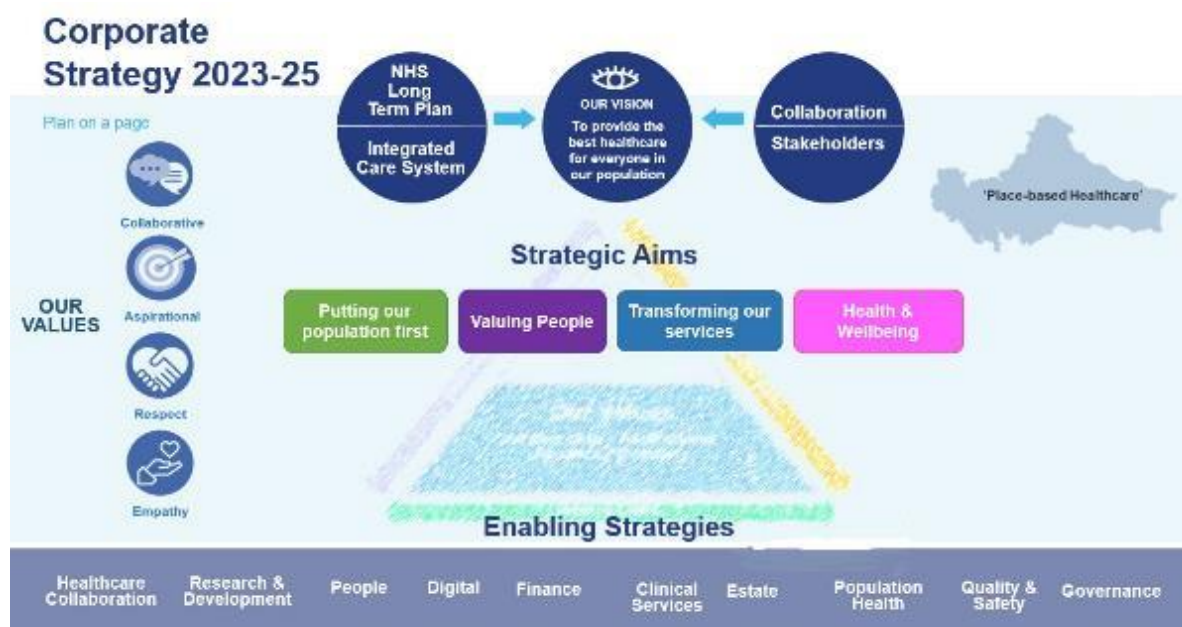 Corporate
Strategy 2023-25
Plan on a page
NHS
Long
Term Plan
Integrated
Care System
OUR VISION
To provide the
best healthcare
for everyone in
our population
Collaboration
Stakeholders
'Place-based Healthcare'
OUR
VALUES
Collaborative
Aspirational
Respect
Empathy
Strategic Aims
Putting our
population first
Valuing People
Transforming our
services
Health &
Wellbeing
Enabling Strategies
Healthcare
Collaboration
Research &
Development
People
Digital
Finance
Clinical
Services
Estate
Population
Health
Quality &
Safety
Governance